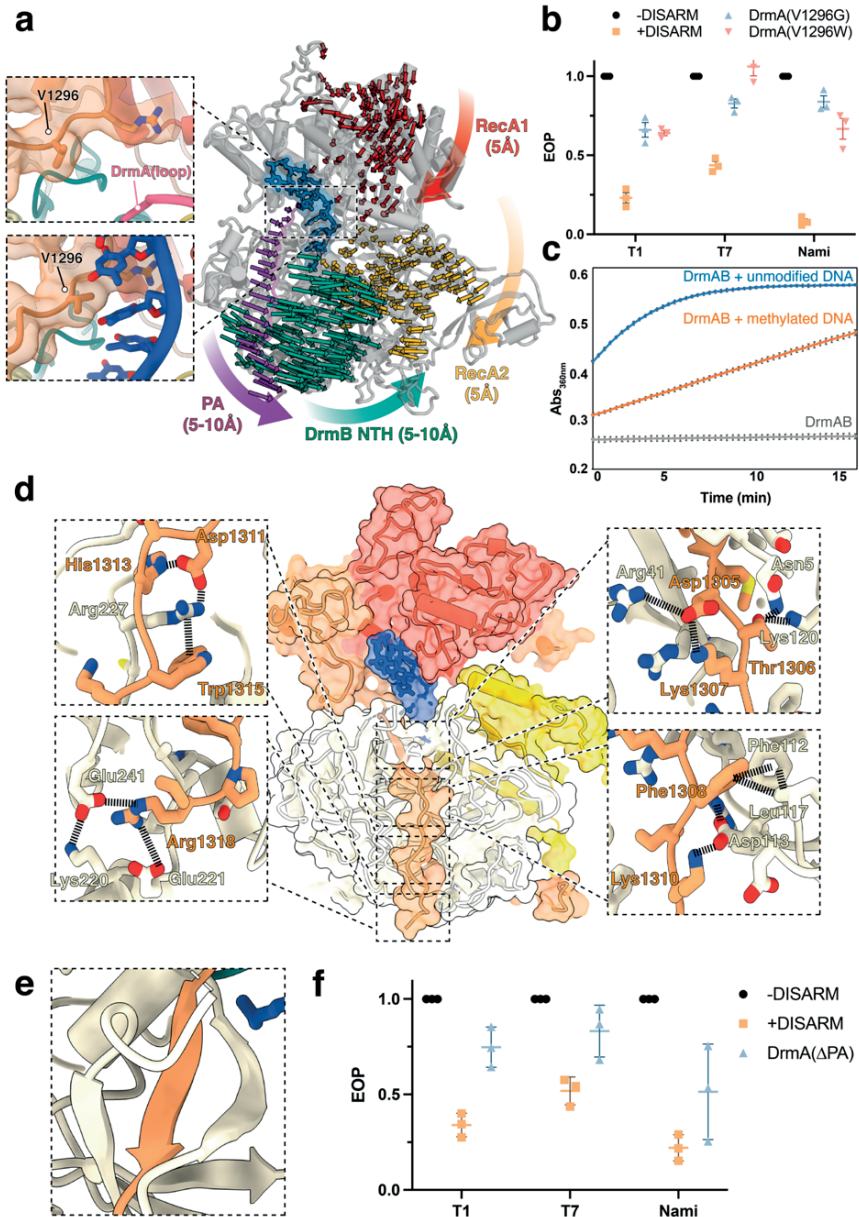 a
V1296
DrmA(loop)
V1296
RecA1
(5Å)
RecA2
(5Å)
PA
(5-10Å)
DrmB NTH (5-10Å)
b
-DISARM
+DISARM
DrmA(V1296G)
DrmA(V1296W)
EOP
1.0
0.5
0.0
T1
T7
Nami
c
Abs360nm
0.6
0.5
0.4
0.3
0.2
DrmAB + unmodified DNA
DrmAB + methylated DNA
DrmAB
0
5
10
15
Time (min)
d
Asp1311
His1313
Arg227
Trp1315
Glu241
Arg1318
Lys220
Glu221
Arg41
Asn5
Asp1305
Lys120
Thr1306
Lys1307
Phe112
Phe1308
Leu117
Asp113
Lys1310
e
f
EOP
1.0
0.5
0.0
T1
T7
Nami
-DISARM
+DISARM
DrmA(ΔPA)